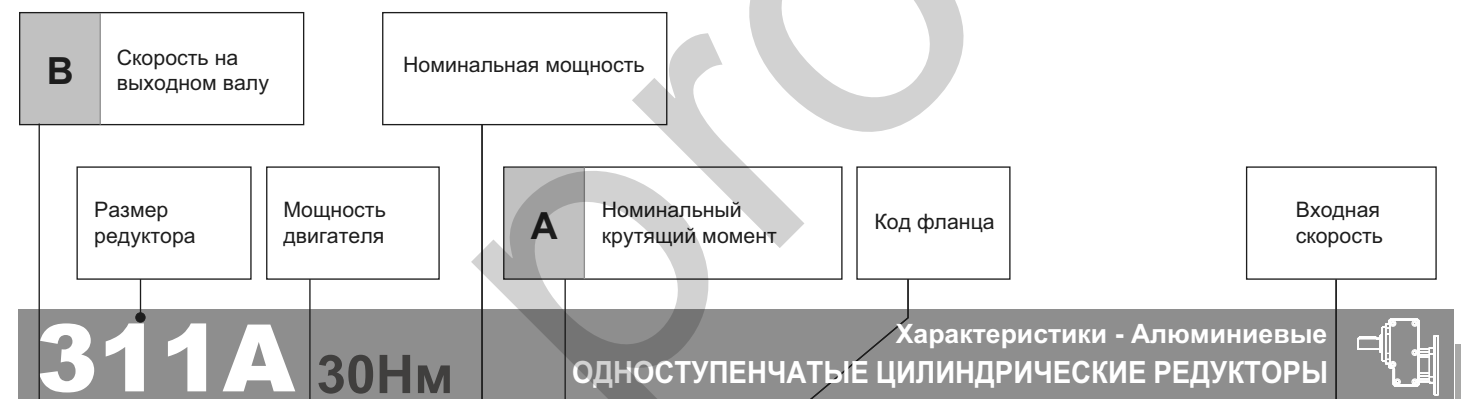 B
Скорость на
выходном валу
Номинальная мощность
Размер
редуктора
Мощность
двигателя
A
Номинальный
крутящий момент
Код фланца
Входная
скорость
311A
30Нм
Характеристики - Алюминиевые
ОДНОСТУПЕНЧАТЫЕ ЦИЛИНДРИЧЕСКИЕ РЕДУКТОРЫ
pro